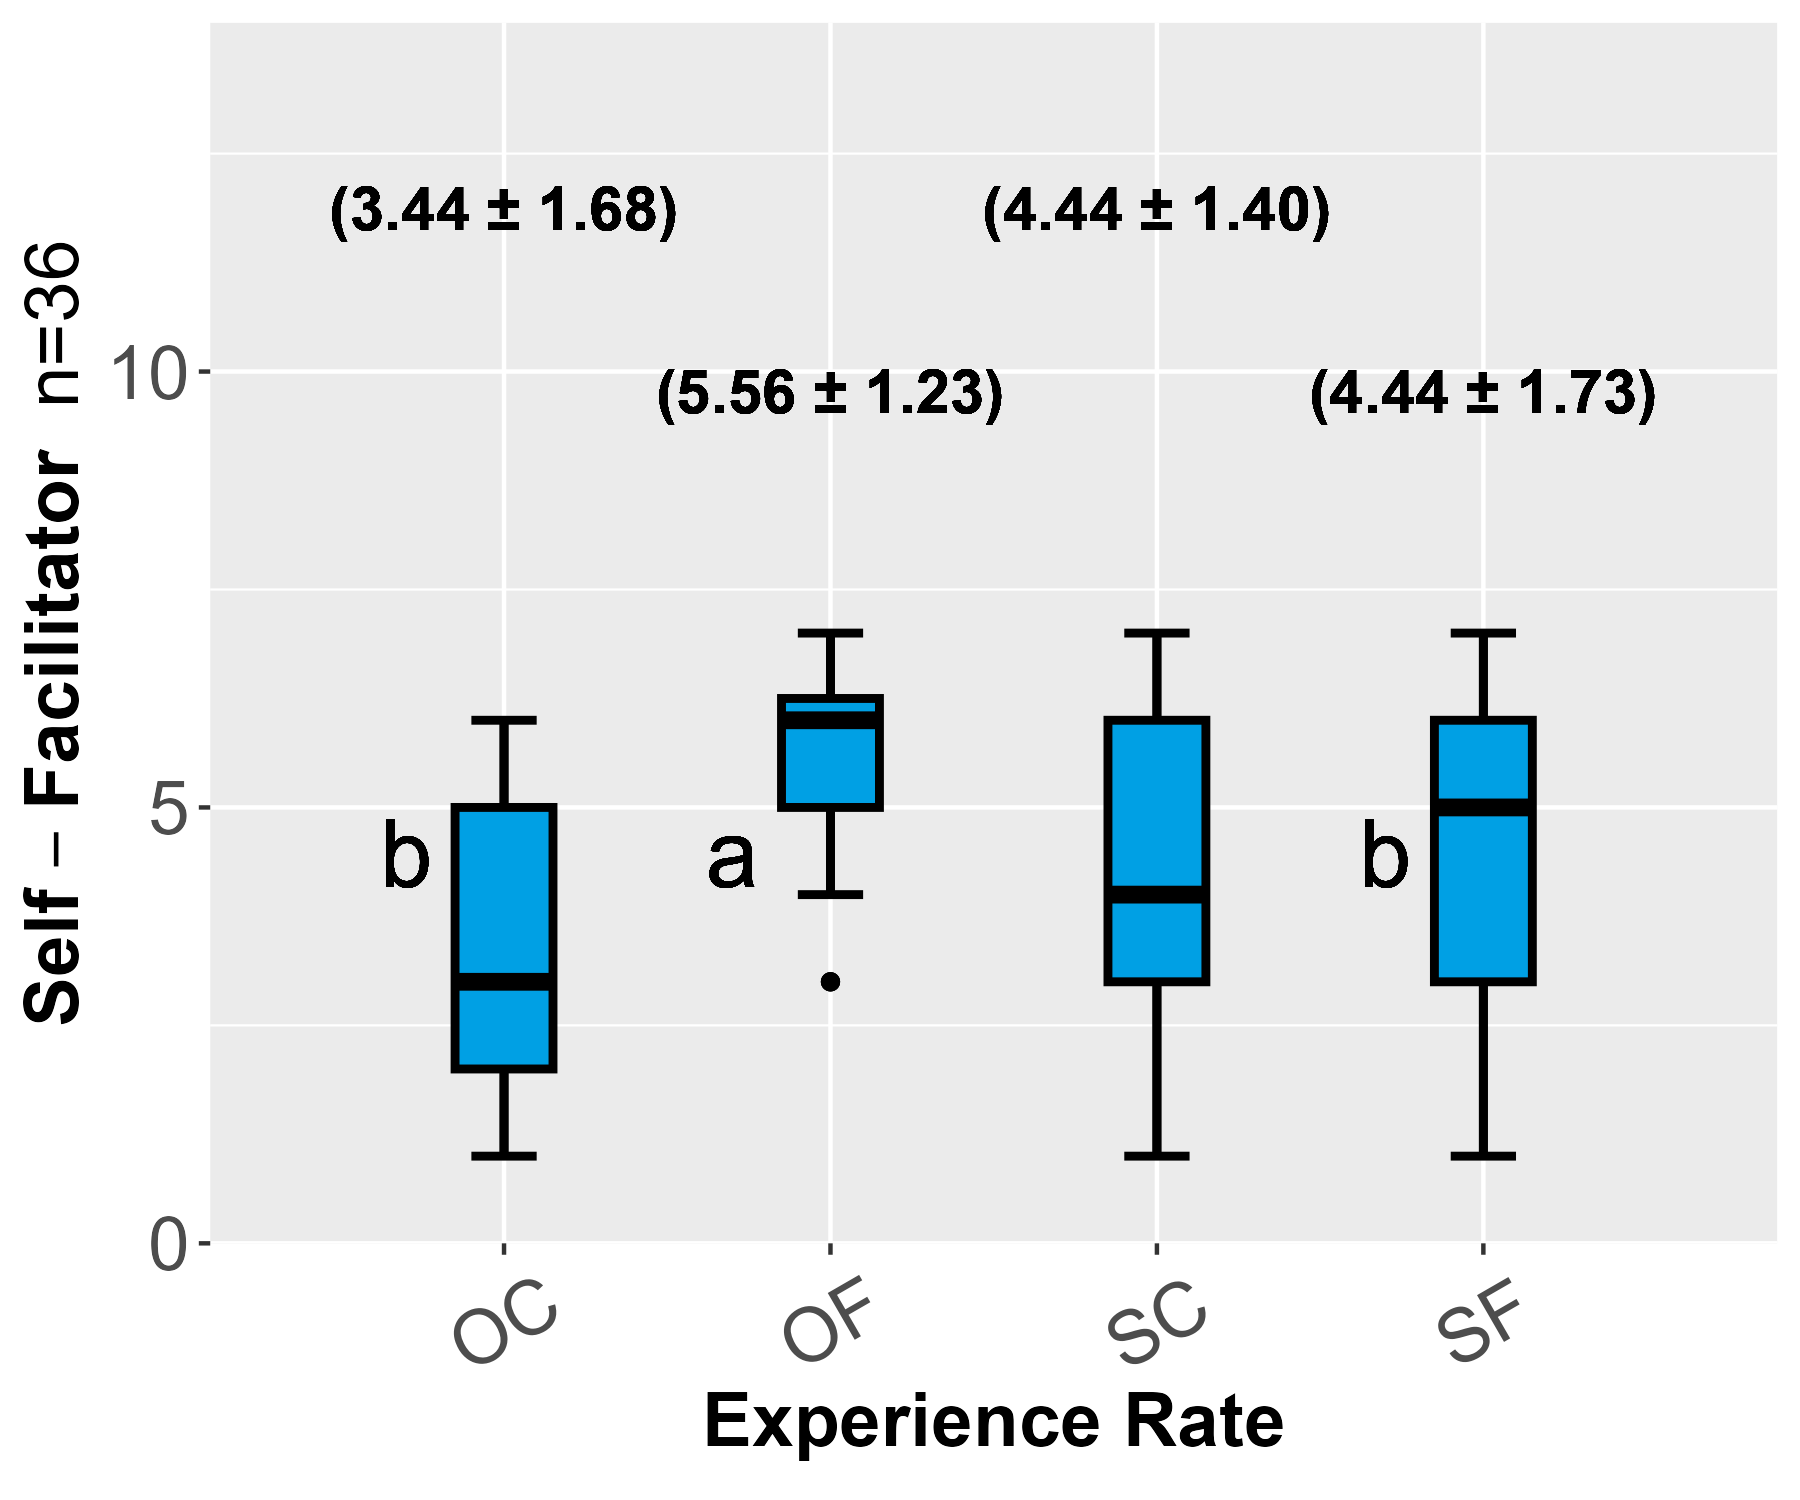 Self – Facilitator n=36
(3.44 ± 1.68)
(4.44 ± 1.40)
(5.56 ± 1.23)
(4.44 ± 1.73)
10
5
0
b
a
b
OC
OF
SC
SF
Experience Rate